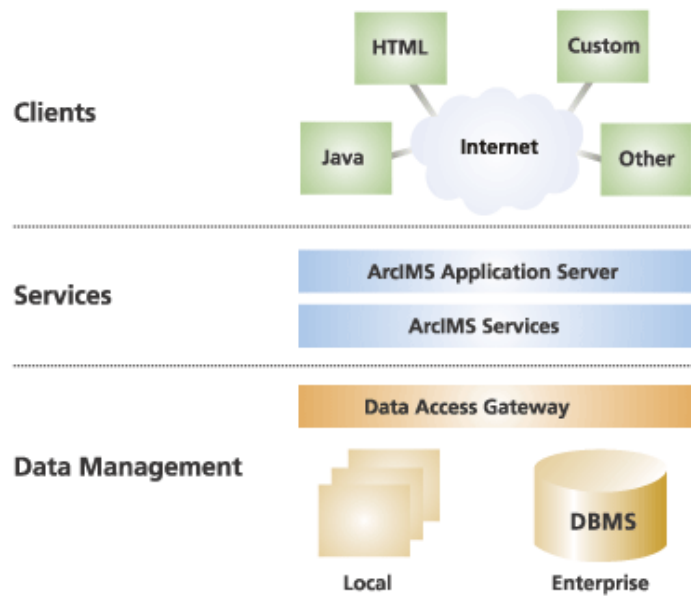 HTML
Custom
Clients
Java
Internet
Other
ArcIMS Application Server
Services
ArcIMS Services
Data Access Gateway
Data Management
DBMS
Local
Enterprise